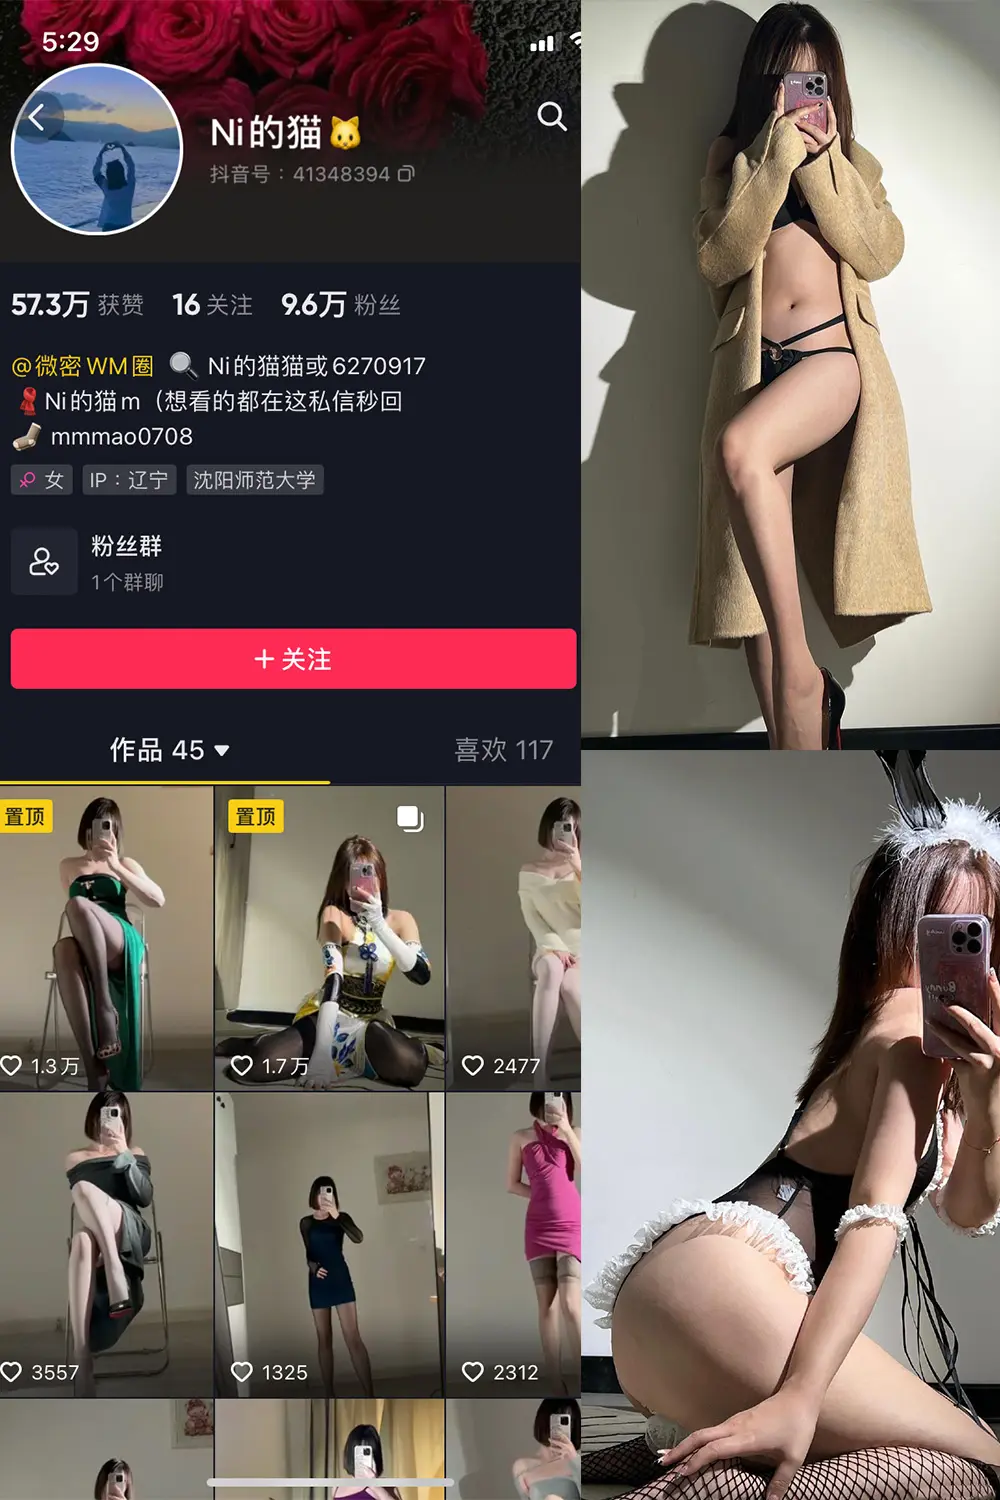 5:29
Ni的猫🐱
抖音号：41348394
57.3万 获赞 16 关注 9.6万 粉丝
@微密WM圈 🔍 Ni的猫猫或6270917
🧣Ni的猫m（想看的都在这私信秒回
🧦 mmmao0708
女 IP：辽宁 沈阳师范大学
粉丝群
1个群聊
+ 关注
作品 45 喜欢 117
置顶 置顶
1.3万 1.7万 2477
3557 1325 2312